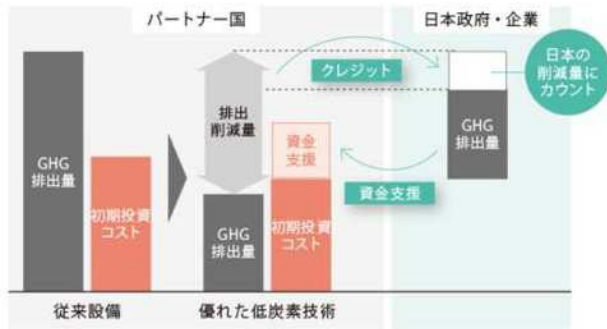 パートナー国
日本政府・企業
GHG
排出量
初期投資
コスト
従来設備
排出
削減量
GHG
排出量
資金
支援
初期投資
コスト
優れた低炭素技術
クレジット
資金支援
GHG
排出量
日本の
削減量に
カウント